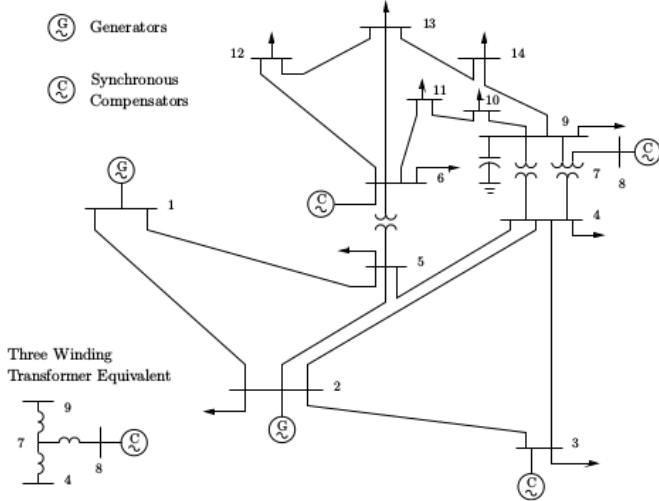 G Generators
C Synchronous
Compensators
13
12
14
11
10
9
C
7
8
6
C
G
1
4
5
Three Winding
Transformer Equivalent
2
9
G
7
C
8
3
4
C